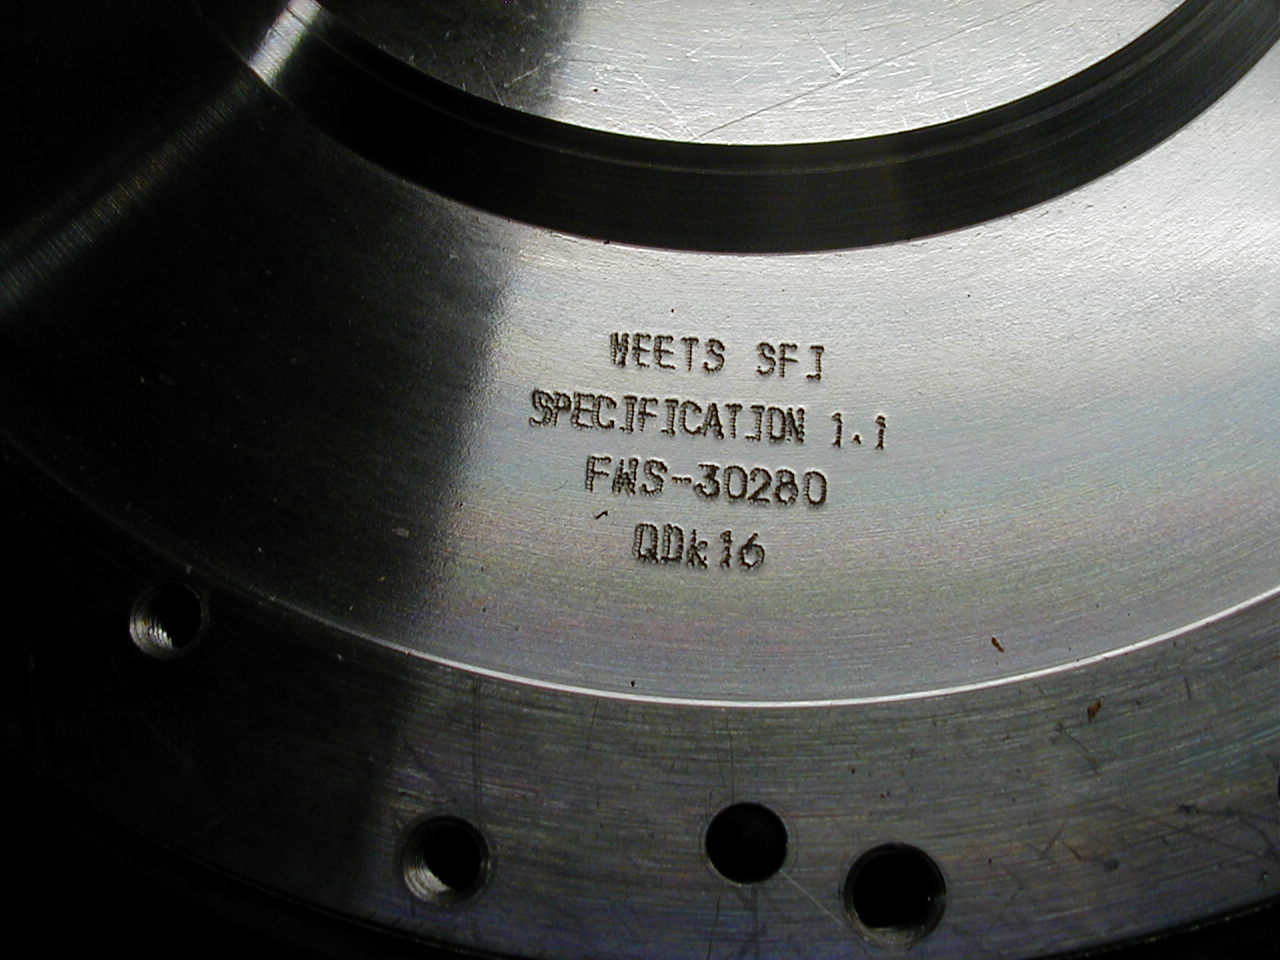 MEETS SFI
SPECIFICATION 1.1
FWS-30280
QDk16